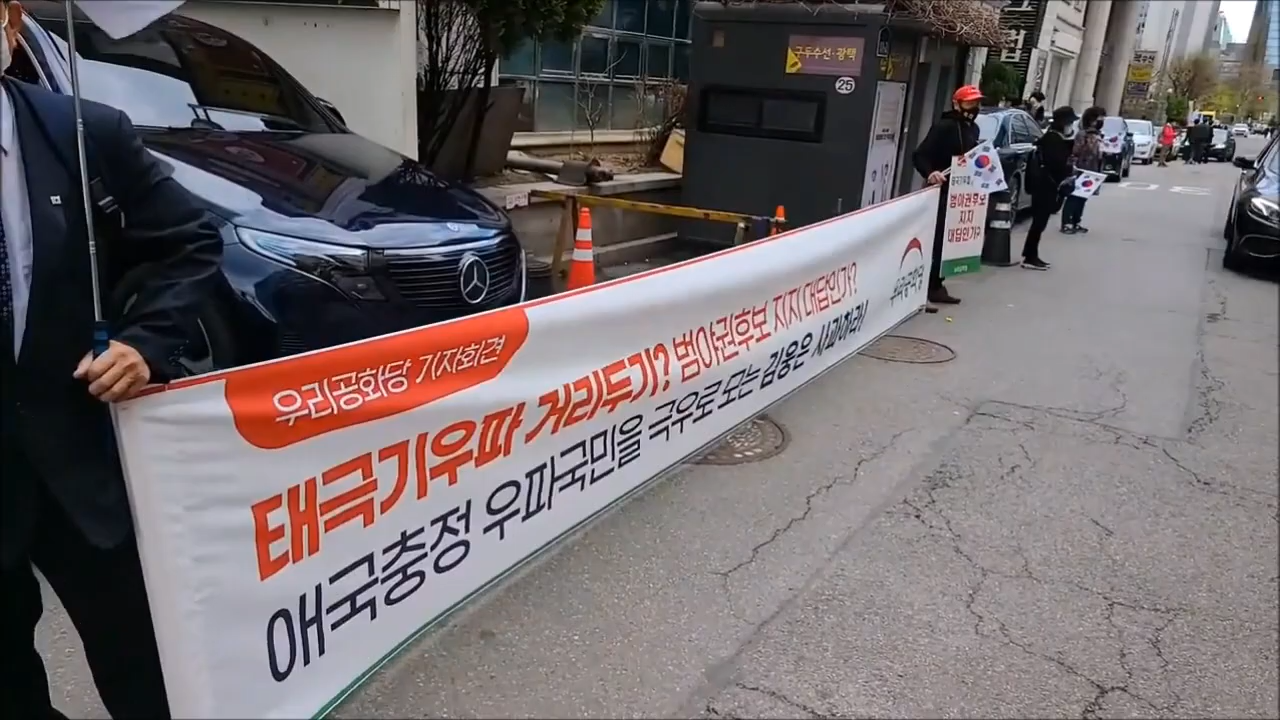 구두수선·광택
25
우리공화당 기자회견
태극기우파 거리두기? 범야권후보 지지 대답인가?
애국충정 우파국민을 극우로 모는 김웅은 사과하라!
우리공화당
범야권후보
지지
대답인가?